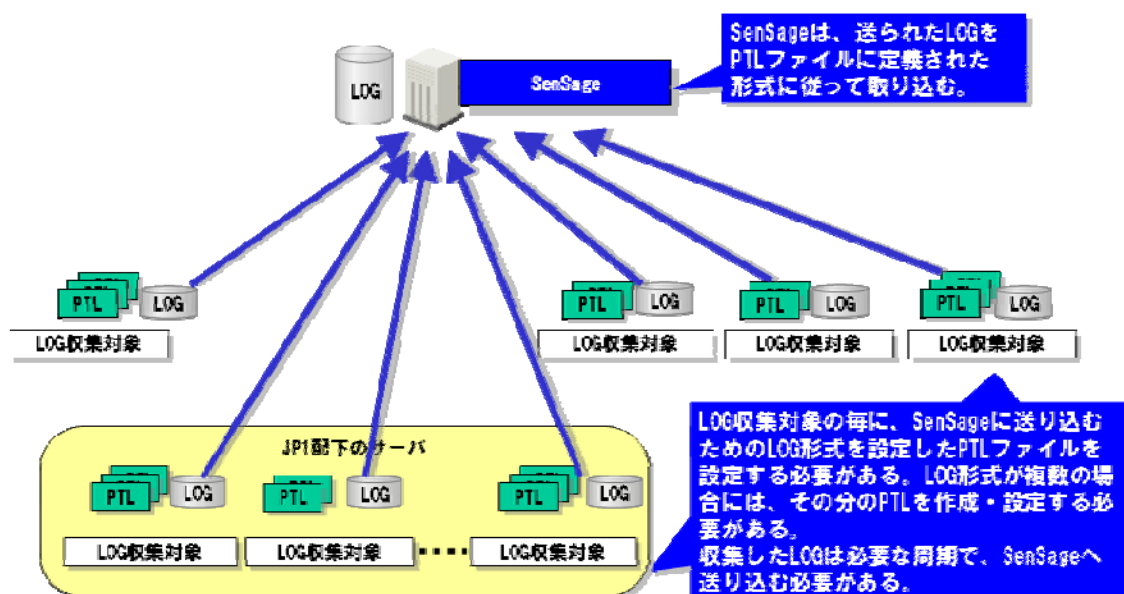 SenSageは、送られたLOGを
PTLファイルに定義された
形式に従って取り込む。
LOG
SenSage
PTL
LOG
PTL
LOG
PTL
LOG
PTL
LOG
LOG収集対象
LOG収集対象
LOG収集対象
LOG収集対象
JP1配下のサーバ
PTL
LOG
PTL
LOG
PTL
LOG
LOG収集対象
LOG収集対象
LOG収集対象
LOG収集対象の毎に、SenSageに送り込む
ためのLOG形式を設定したPTLファイルを
設定する必要がある。LOG形式が複数の場
合には、その分のPTLを作成・設定する必
要がある。
収集したLOGは必要な周期で、SenSageへ
送り込む必要がある。